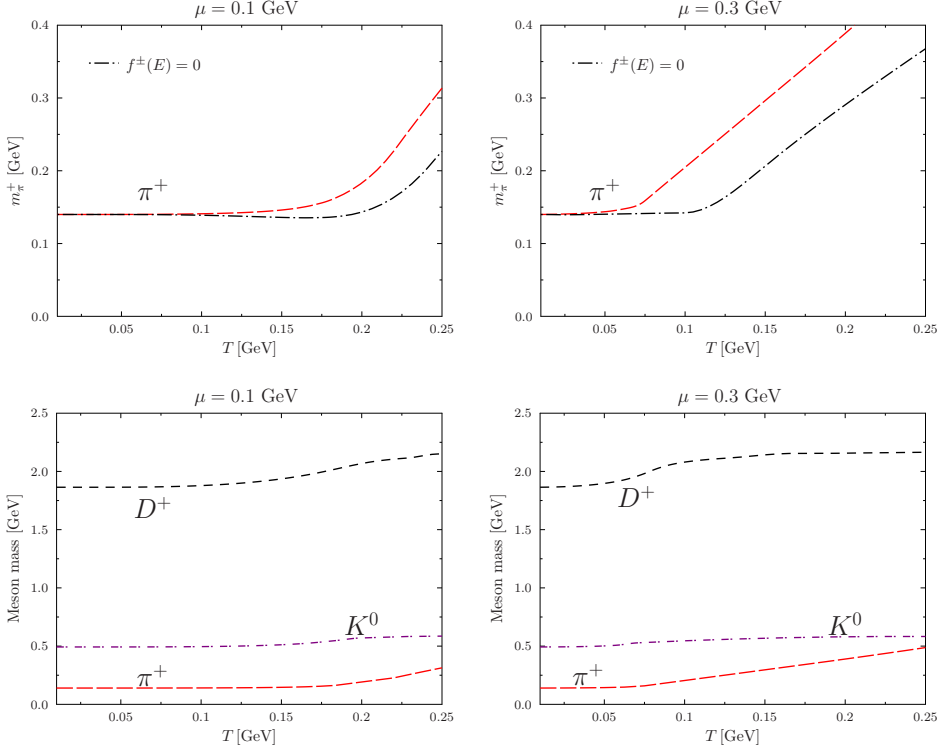 μ = 0.1 GeV
0.4
0.3
0.2
0.1
0.0
m_π^+ [GeV]
f^±(E) = 0
π^+
0.05
0.1
0.15
0.2
0.25
T [GeV]
μ = 0.3 GeV
0.4
0.3
0.2
0.1
0.0
m_π^+ [GeV]
f^±(E) = 0
π^+
0.05
0.1
0.15
0.2
0.25
T [GeV]
μ = 0.1 GeV
2.5
2.0
1.5
1.0
0.5
0.0
Meson mass [GeV]
D^+
K^0
π^+
0.05
0.1
0.15
0.2
0.25
T [GeV]
μ = 0.3 GeV
2.5
2.0
1.5
1.0
0.5
0.0
Meson mass [GeV]
D^+
K^0
π^+
0.05
0.1
0.15
0.2
0.25
T [GeV]